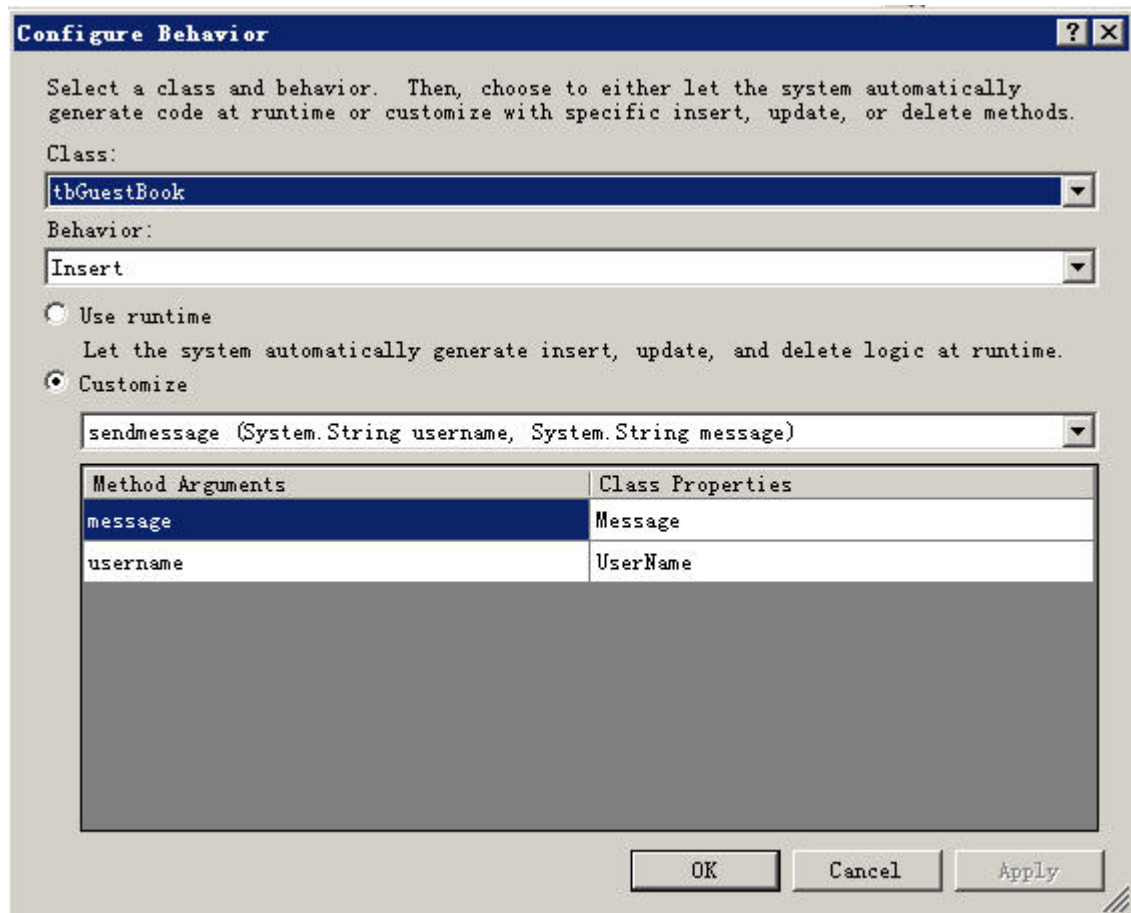 Configure Behavior
Select a class and behavior. Then, choose to either let the system automatically
generate code at runtime or customize with specific insert, update, or delete methods.
Class:
tbGuestBook
Behavior:
Insert
Use runtime
Let the system automatically generate insert, update, and delete logic at runtime.
Customize
sendmessage (System.String username, System.String message)
Method Arguments Class Properties
message Message
username UserName
OK Cancel Apply